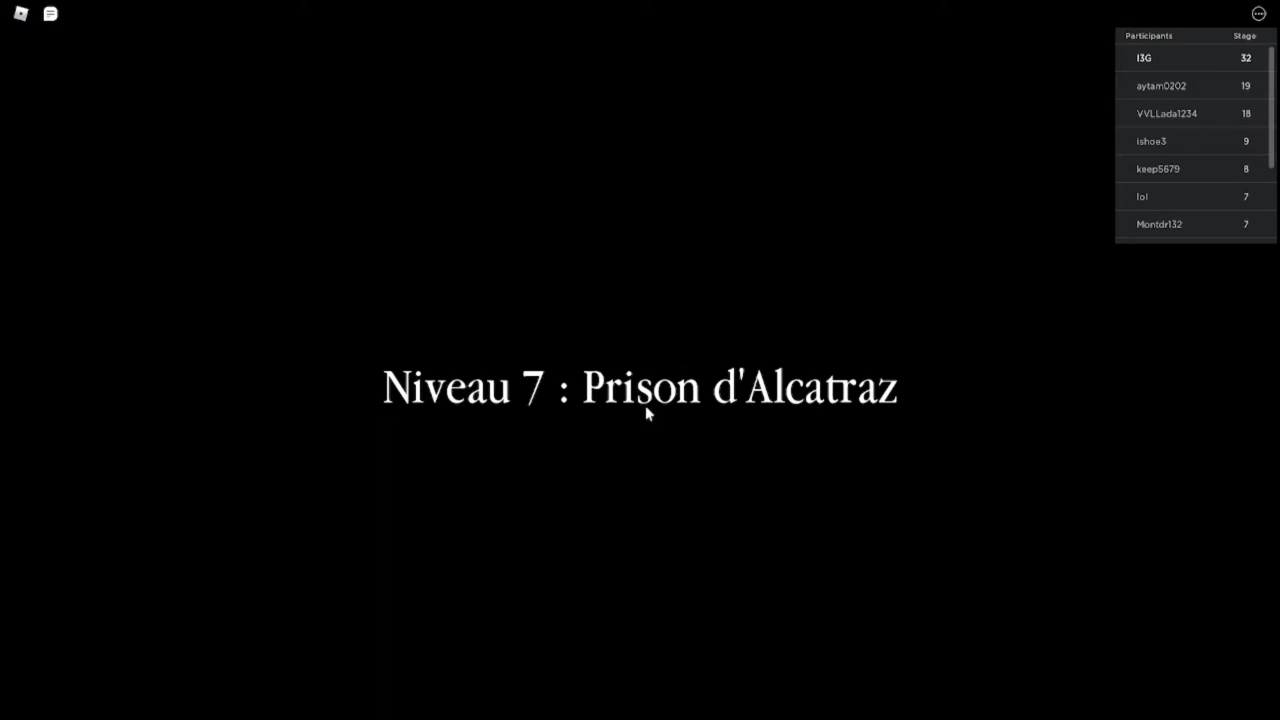 Participants Stage
I3G 32
aytam0202 19
VVLLada1234 18
ishoe3 9
keep5679 8
lol 7
Montdr132 7
Niveau 7 : Prison d'Alcatraz